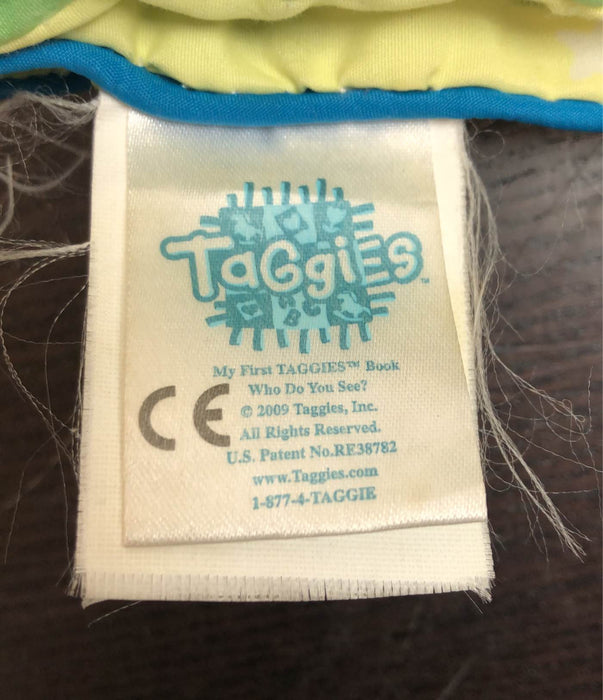 TaGgiES™
My First TAGGIES™ Book
Who Do You See?
CE © 2009 Taggies, Inc.
All Rights Reserved.
U.S. Patent No.RE38782
www.Taggies.com
1-877-4-TAGGIE